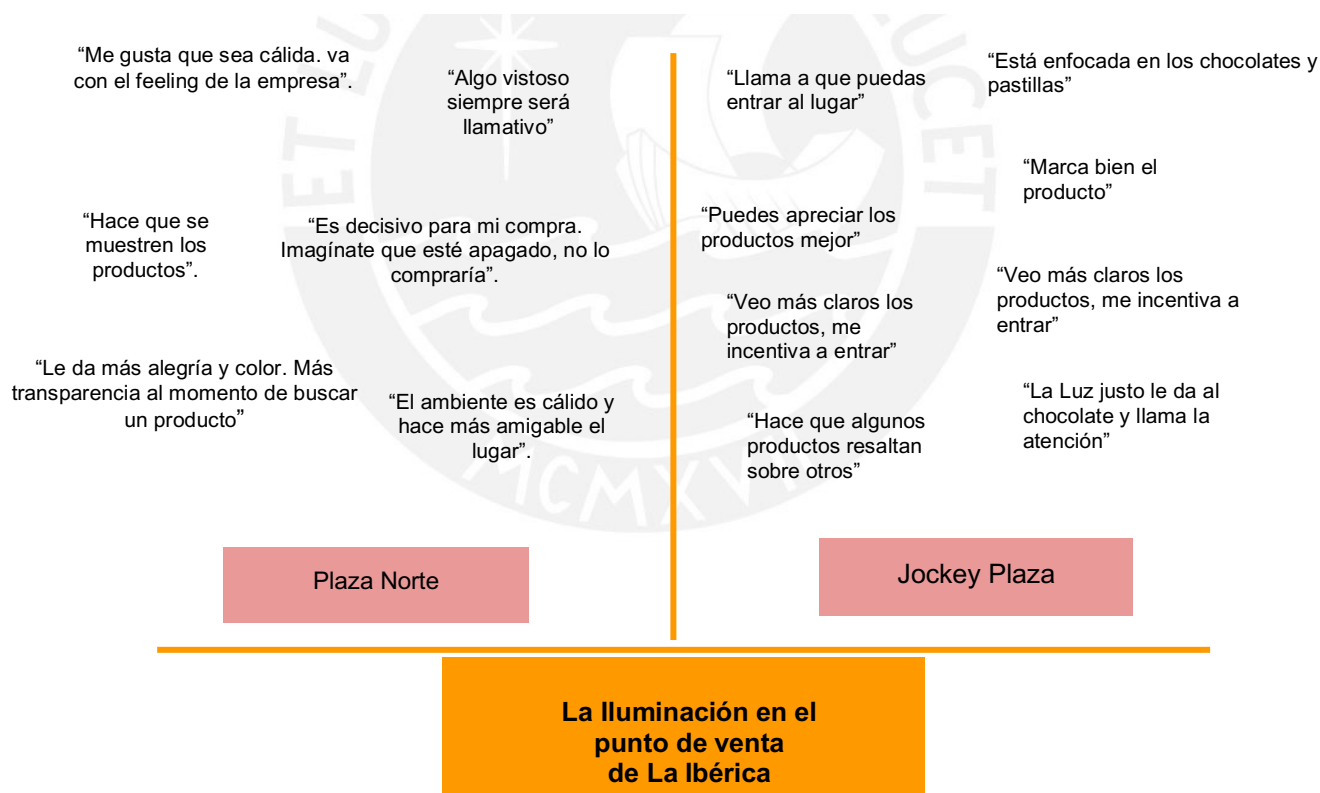 “Me gusta que sea cálida. va
con el feeling de la empresa”.
“Algo vistoso
siempre será
llamativo”
“Hace que se
muestren los
productos”.
“Es decisivo para mi compra.
Imagínate que esté apagado, no lo
compraría”.
“Le da más alegría y color. Más
transparencia al momento de buscar
un producto”
“El ambiente es cálido y
hace más amigable el
lugar”.
“Llama a que puedas
entrar al lugar”
“Está enfocada en los chocolates y
pastillas”
“Marca bien el
producto”
“Puedes apreciar los
productos mejor”
“Veo más claros los
productos, me incentiva a
entrar”
“Veo más claros los
productos, me
incentiva a entrar”
“La Luz justo le da al
chocolate y llama la
atención”
“Hace que algunos
productos resaltan
sobre otros”
Plaza Norte
Jockey Plaza
La Iluminación en el
punto de venta
de La Ibérica